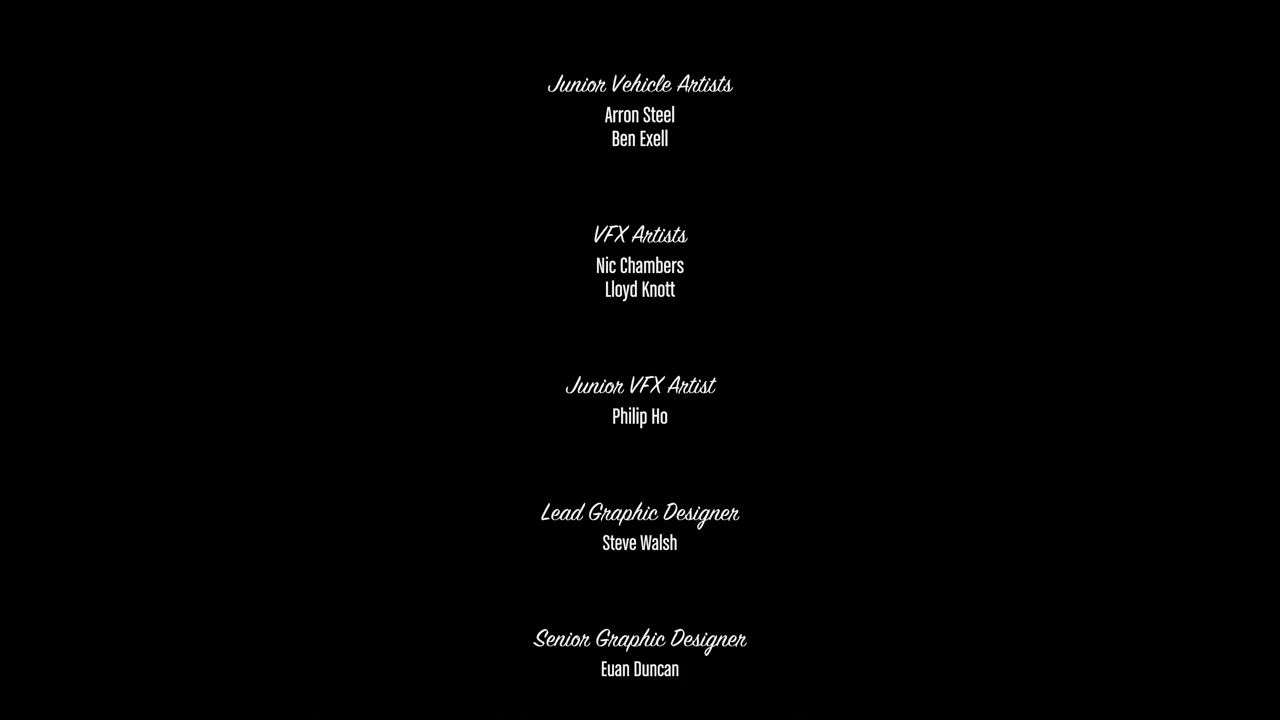 Junior Vehicle Artists
Arron Steel
Ben Exell
VFX Artists
Nic Chambers
Lloyd Knott
Junior VFX Artist
Philip Ho
Lead Graphic Designer
Steve Walsh
Senior Graphic Designer
Euan Duncan